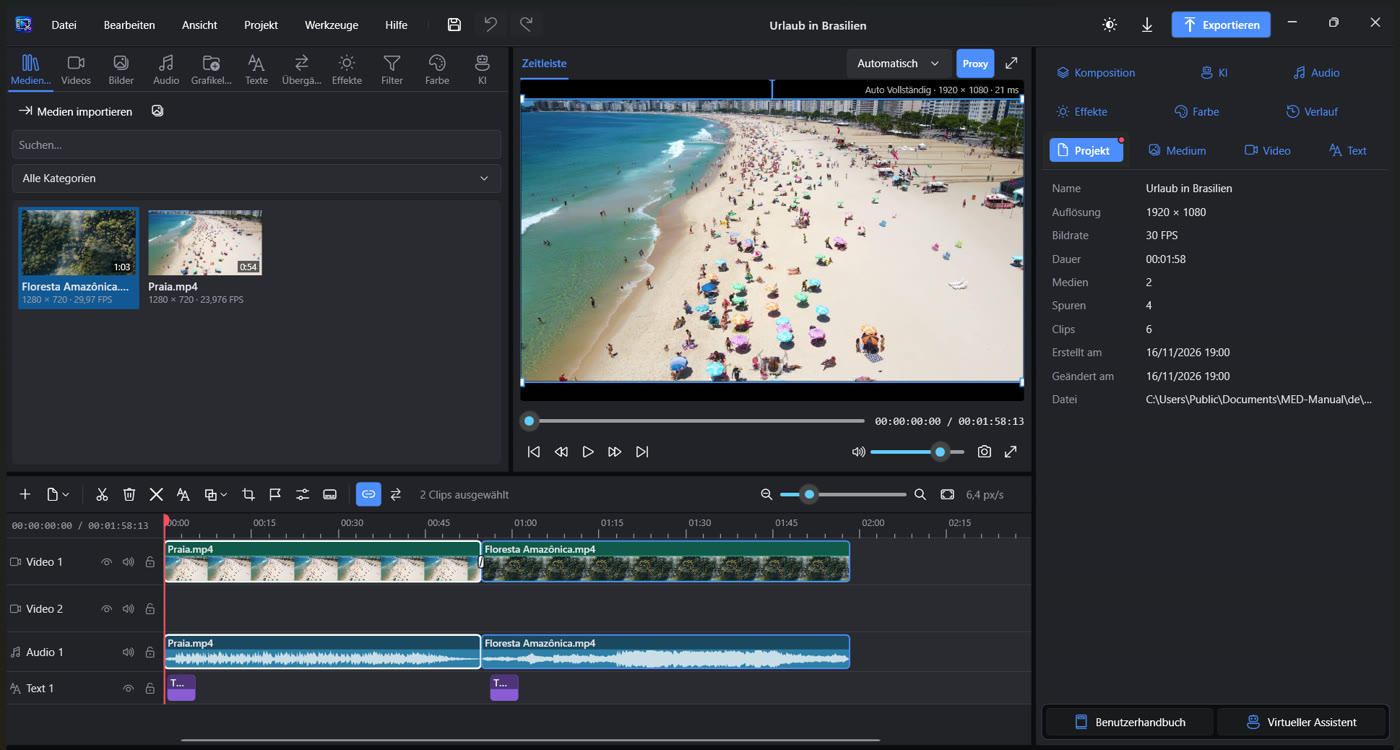 Datei Bearbeiten Ansicht Projekt Werkzeuge Hilfe Urlaub in Brasilien Exportieren
Medien... Videos Bilder Audio Grafikel... Texte Überga... Effekte Filter Farbe KI
Medien importieren
Suchen...
Alle Kategorien
1:03
Floresta Amazônica....
1280 × 720 · 29,97 FPS
0:54
Praia.mp4
1280 × 720 · 23,976 FPS
Zeitleiste Automatisch Proxy
Auto Vollständig · 1920 × 1080 · 21 ms
00:00:00:00 / 00:01:58:13
Komposition KI Audio
Effekte Farbe Verlauf
Projekt Medium Video Text
Name Urlaub in Brasilien
Auflösung 1920 × 1080
Bildrate 30 FPS
Dauer 00:01:58
Medien 2
Spuren 4
Clips 6
Erstellt am 16/11/2026 19:00
Geändert am 16/11/2026 19:00
Datei C:\Users\Public\Documents\MED-Manual\de\...
2 Clips ausgewählt 6,4 px/s
00:00:00:00 / 00:01:58:13 00:00 00:15 00:30 00:45 01:00 01:15 01:30 01:45 02:00 02:15
Video 1 Praia.mp4 Floresta Amazônica.mp4
Video 2
Audio 1 Praia.mp4 Floresta Amazônica.mp4
Text 1 T... T...
Benutzerhandbuch Virtueller Assistent